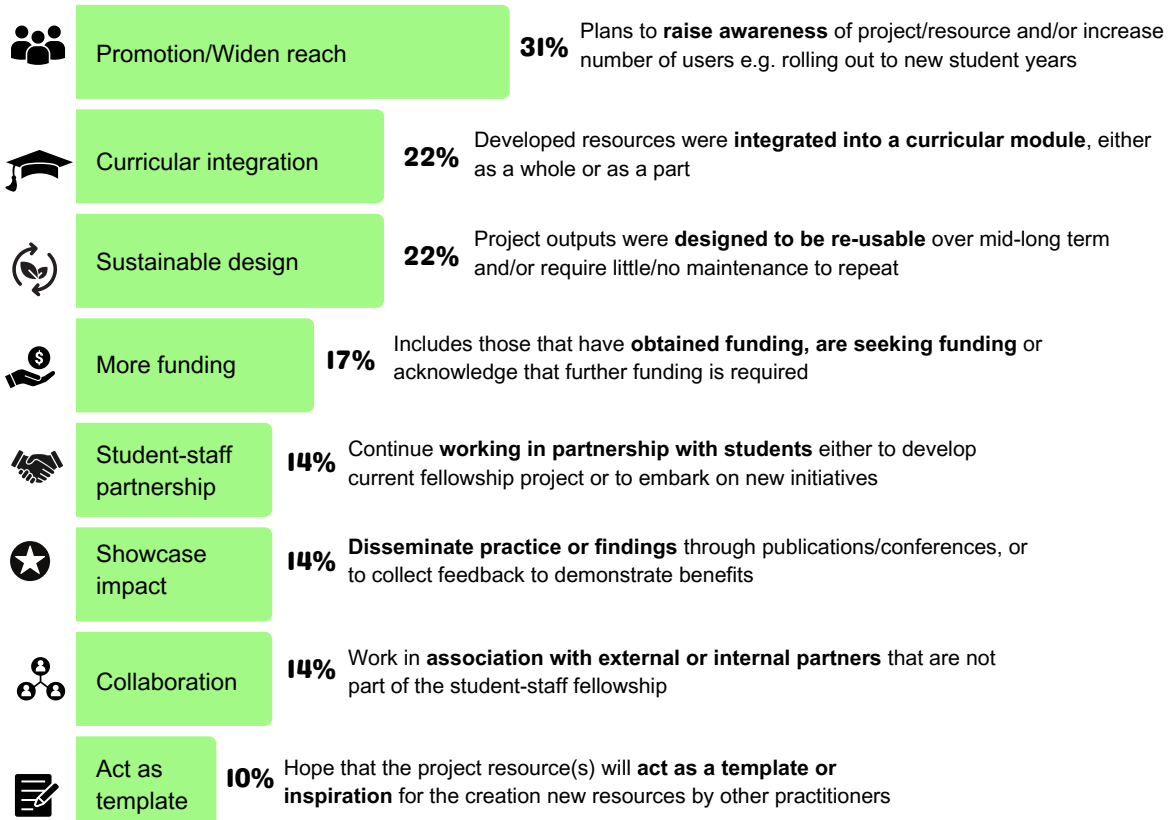 Promotion/Widen reach
31%
Plans to raise awareness of project/resource and/or increase
number of users e.g. rolling out to new student years
Curricular integration
22%
Developed resources were integrated into a curricular module, either
as a whole or as a part
Sustainable design
22%
Project outputs were designed to be re-usable over mid-long term
and/or require little/no maintenance to repeat
More funding
17%
Includes those that have obtained funding, are seeking funding or
acknowledge that further funding is required
Student-staff
partnership
14%
Continue working in partnership with students either to develop
current fellowship project or to embark on new initiatives
Showcase
impact
14%
Disseminate practice or findings through publications/conferences, or
to collect feedback to demonstrate benefits
Collaboration
14%
Work in association with external or internal partners that are not
part of the student-staff fellowship
Act as
template
10%
Hope that the project resource(s) will act as a template or
inspiration for the creation new resources by other practitioners